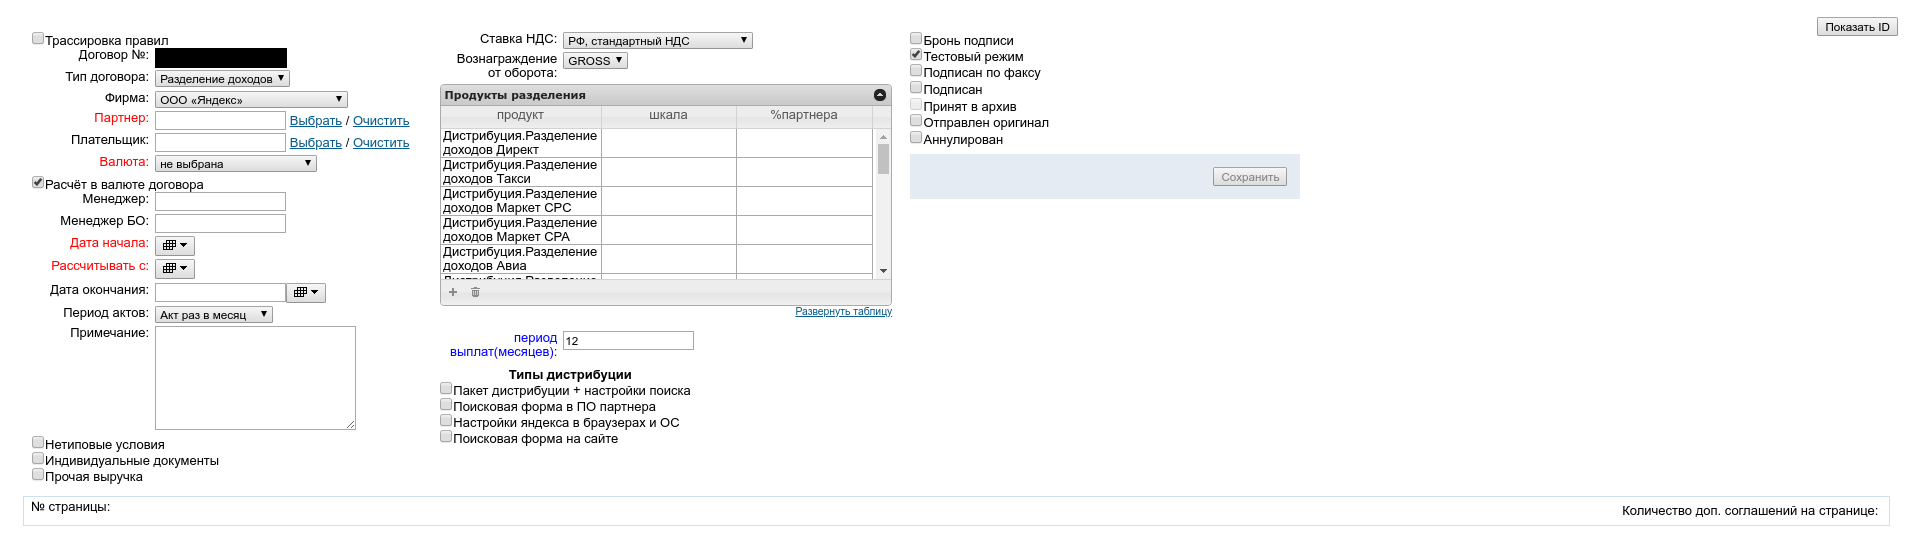 Показать ID
Трассировка правил
Договор №:
Тип договора: Разделение доходов
Фирма: ООО «Яндекс»
Партнер: Выбрать / Очистить
Плательщик: Выбрать / Очистить
Валюта: не выбрана
Расчёт в валюте договора
Менеджер:
Менеджер БО:
Дата начала:
Рассчитывать с:
Дата окончания:
Период актов: Акт раз в месяц
Примечание:
Нетиповые условия
Индивидуальные документы
Прочая выручка
Ставка НДС: РФ, стандартный НДС
Вознаграждение
от оборота: GROSS
Продукты разделения
продукт шкала %партнера
Дистрибуция.Разделение
доходов Директ
Дистрибуция.Разделение
доходов Такси
Дистрибуция.Разделение
доходов Маркет CPC
Дистрибуция.Разделение
доходов Маркет CPA
Дистрибуция.Разделение
доходов Авиа
Развернуть таблицу
период
выплат(месяцев): 12
Типы дистрибуции
Пакет дистрибуции + настройки поиска
Поисковая форма в ПО партнера
Настройки яндекса в браузерах и ОС
Поисковая форма на сайте
Бронь подписи
Тестовый режим
Подписан по факсу
Подписан
Принят в архив
Отправлен оригинал
Аннулирован
Сохранить
№ страницы:
Количество доп. соглашений на странице: